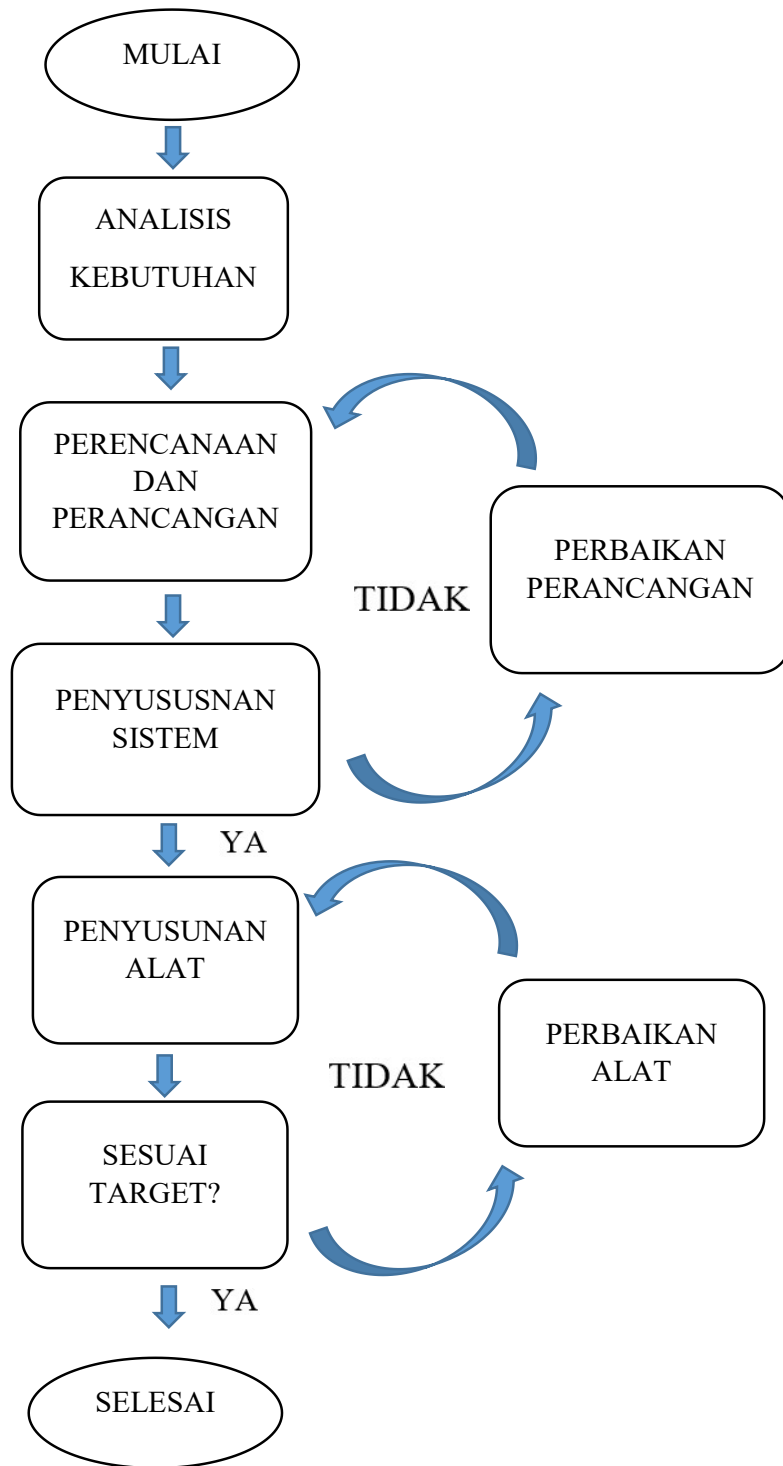 MULAI
ANALISIS
KEBUTUHAN
PERENCANAAN
DAN
PERANCANGAN
PERBAIKAN
PERANCANGAN
TIDAK
PENYUSUSNAN
SISTEM
YA
PENYUSUNAN
ALAT
PERBAIKAN
ALAT
TIDAK
SESUAI
TARGET?
YA
SELESAI